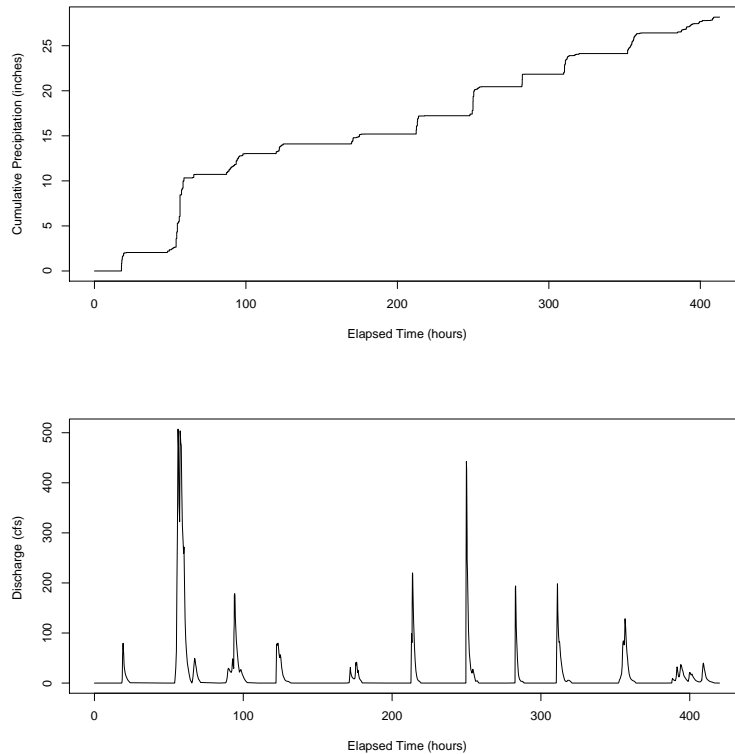 Cumulative Precipitation (inches)
0
5
10
15
20
25
0 100 200 300 400
Elapsed Time (hours)
Discharge (cfs)
0
100
200
300
400
500
0 100 200 300 400
Elapsed Time (hours)